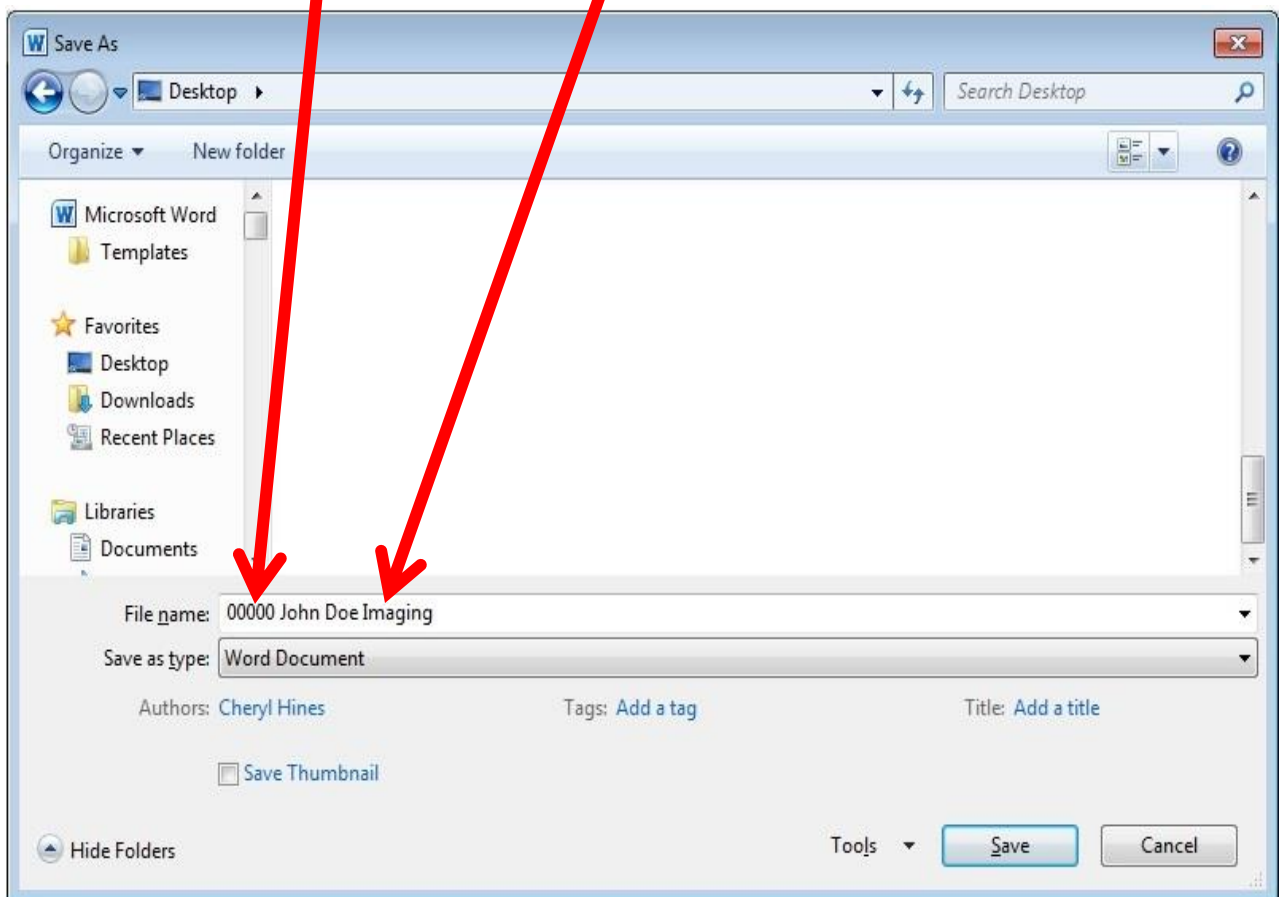 W Save As
Desktop
Search Desktop
Organize New folder
W Microsoft Word
Templates
Favorites
Desktop
Downloads
Recent Places
Libraries
Documents
File name: 00000 John Doe Imaging
Save as type: Word Document
Authors: Cheryl Hines Tags: Add a tag Title: Add a title
Save Thumbnail
Hide Folders Tools Save Cancel